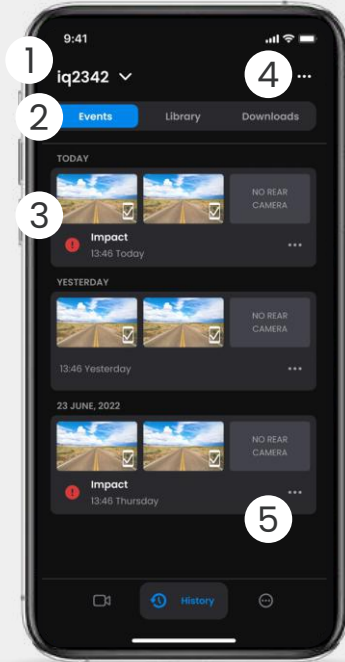 9:41
1
iq2342
4
2
Events Library Downloads
TODAY
3
NO REAR
CAMERA
Impact
13:46 Today
YESTERDAY
NO REAR
CAMERA
13:46 Yesterday
23 JUNE, 2022
NO REAR
CAMERA
Impact
13:46 Thursday
5
History